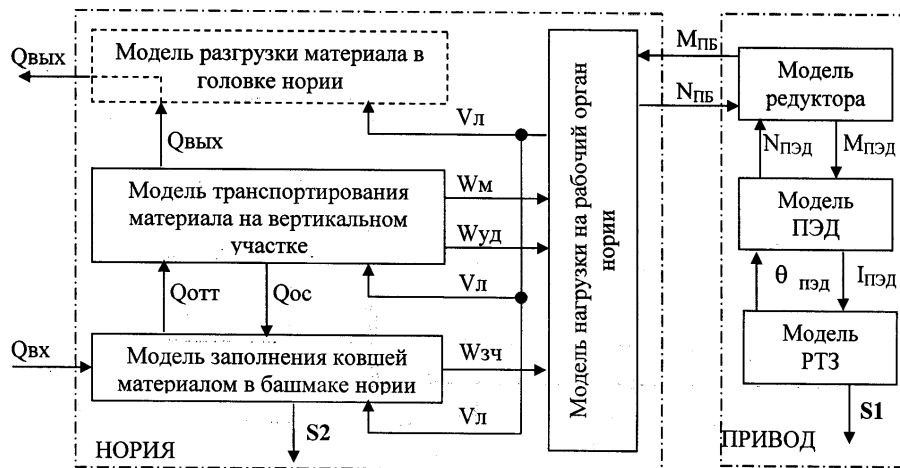 Qвых
Модель разгрузки материала в
головке нории
Qвых
Vл
Модель транспортирования
материала на вертикальном
участке
Wм
Wуд
Vл
Qотт
Qос
Qвх
Модель заполнения ковшей
материалом в башмаке нории
Wзч
Vл
S2
НОРИЯ
Модель нагрузки на рабочий орган
нории
MПБ
NПБ
Модель
редуктора
NПЭД
MПЭД
Модель
ПЭД
θ пэд
IПЭД
Модель
РТЗ
S1
ПРИВОД